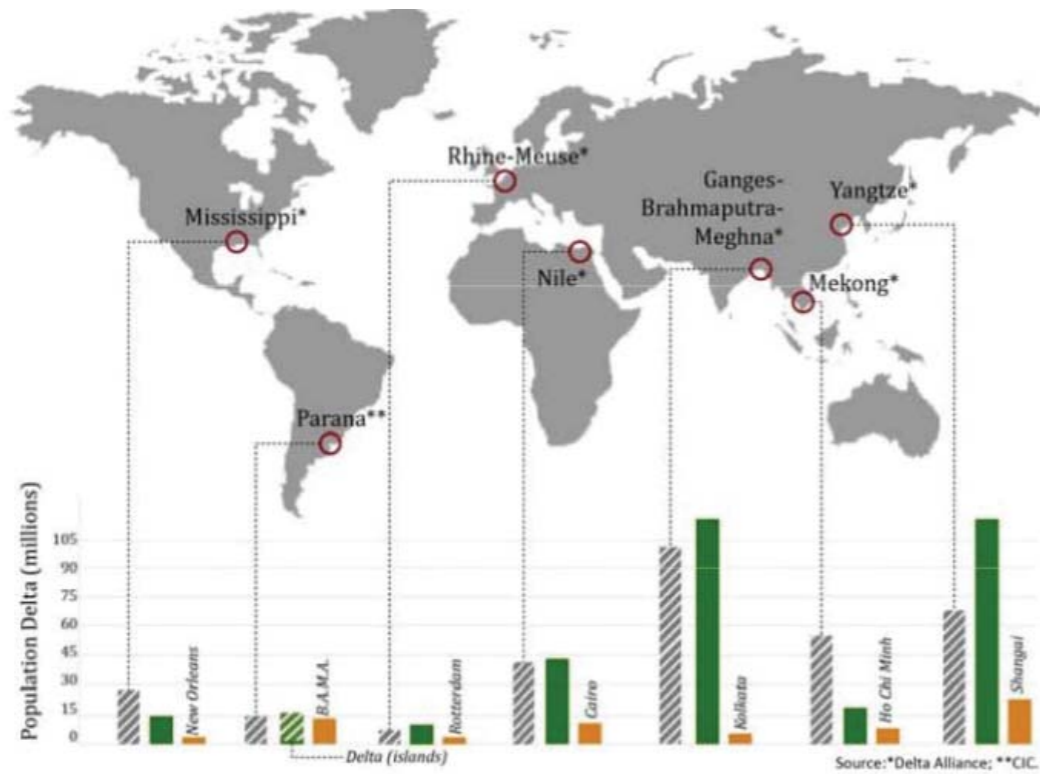 Rhine-Meuse*
Ganges-
Brahmaputra-
Meghna*
Yangtze*
Mississippi*
Nile*
Mekong*
Parana**
Population Delta (millions)
105
90
75
60
45
30
15
0
New Orleans
B.A.M.A.
Rotterdam
Cairo
Kolkata
Ho Chi Minh
Shangai
Delta (islands)
Source:*Delta Alliance; **CIC.